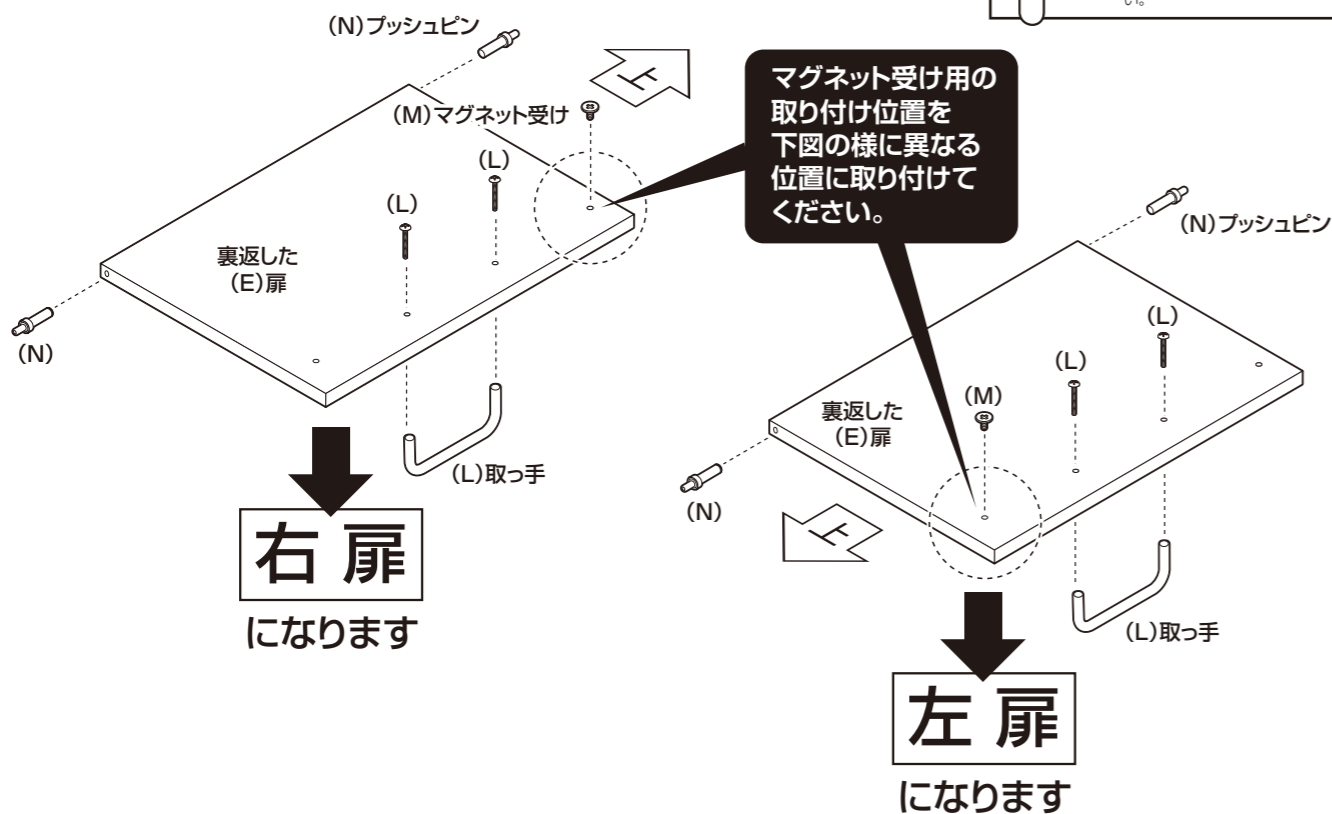 い。
(N)プッシュピン
上
(M)マグネット受け
(L)
(L)
裏返した
(E)扉
(N)
(L)取っ手
右 扉
になります
マグネット受け用の
取り付け位置を
下図の様に異なる
位置に取り付けて
ください。
(N)プッシュピン
(L)
(L)
(M)
裏返した
(E)扉
(N)
上
(L)取っ手
左 扉
になります